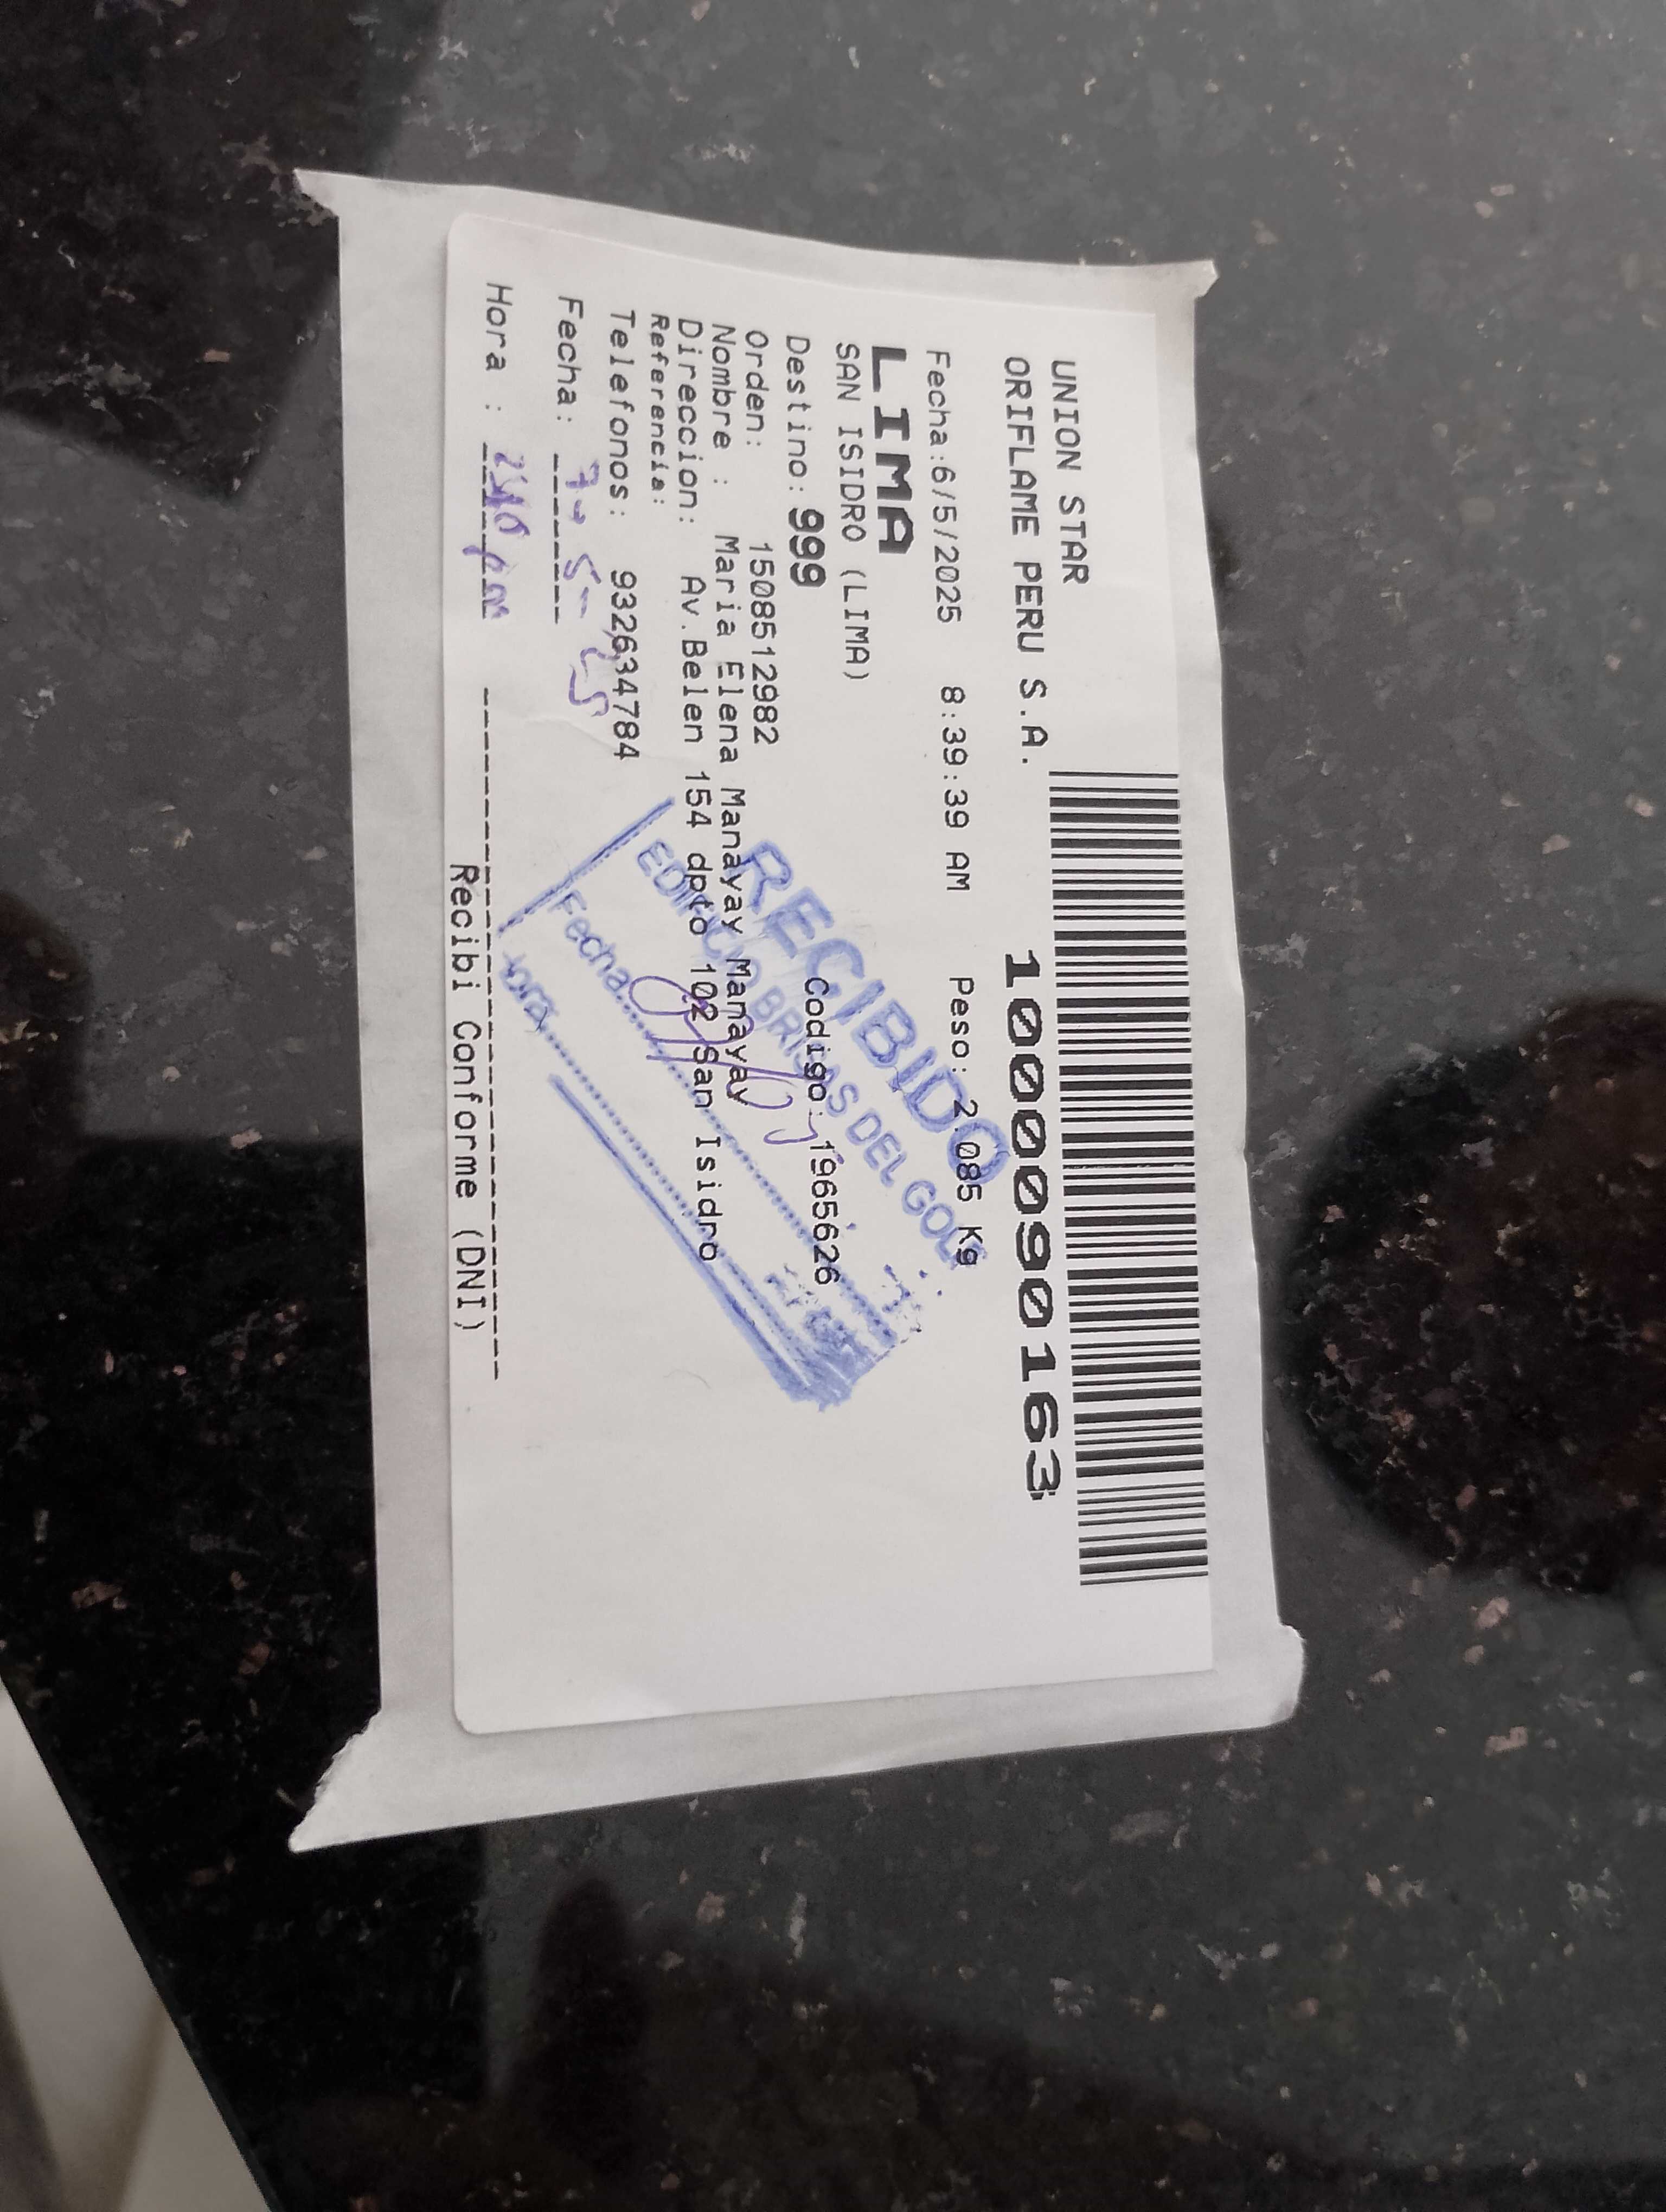 UNION STAR
ORIFLAME PERU S.A.
1000090163
Fecha:6/5/2025 8:39:39 AM Peso: 2.085 Kg
LIMA
SAN ISIDRO (LIMA)
Destino: 999 Codigo: 1965626
Orden: 1508512982
Nombre : Maria Elena Manayay Manayay
Direccion: Av.Belen 154 dpto 102 San Isidro
Referencia:
Telefonos: 932634784
Fecha: 7- 5- 25
Hora : pm
Recibi Conforme (DNI)
RECIBIDO
EDIFICIO BRISAS DEL GOLF
Fecha